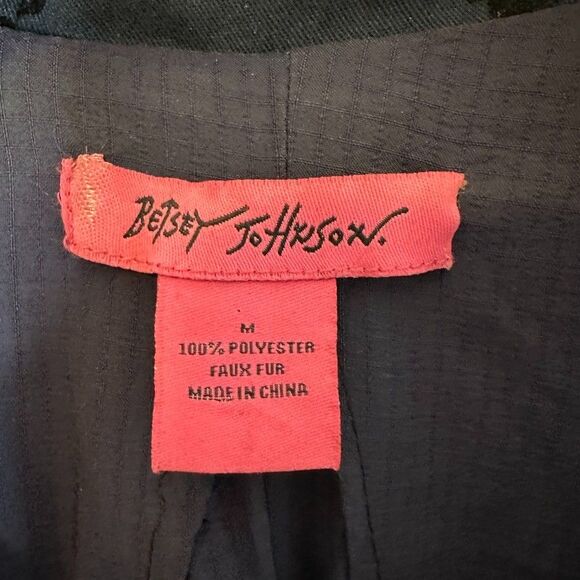 BETSEY JOHNSON.
M
100% POLYESTER
FAUX FUR
MADE IN CHINA